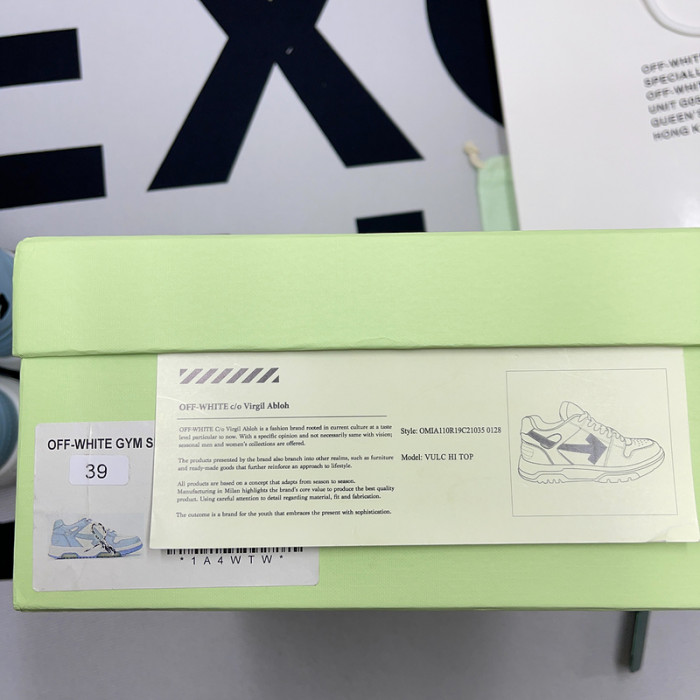 EX
OFF-WHIT
SPECIALL
OFF-WHIT
UNIT G05
QUEEN'
HONG K
OFF-WHITE c/o Virgil Abloh
OFF-WHITE C/o Virgil Abloh is a fashion brand rooted in current culture at a taste
level particular to now. With a specific opinion and not necessarily same with vision;
seasonal men and women's collections are offered.
The products presented by the brand also branch into other realms, such as furniture
and ready-made goods that further reinforce an approach to lifestyle.
All products are based on a concept that adapts from season to season.
Manufacturing in Milan highlights the brand's core value to produce the best quality
product. Using careful attention to detail regarding material, fit and fabrication.
The outcome is a brand for the youth that embraces the present with sophistication.
Style: OMIA110R19C21035 0128
Model: VULC HI TOP
OFF-WHITE GYM S
39
*1A4WTW*